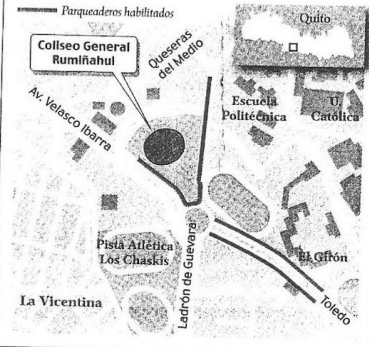 Parqueaderos habilitados
Quito
Coliseo General
Rumiñahui
Queseras
del Medio
Av. Velasco Ibarra
Escuela
Politécnica
U.
Católica
Pista Atlética
Los Chaskis
Ladrón de Guevara
El Girón
La Vicentina
Toledo